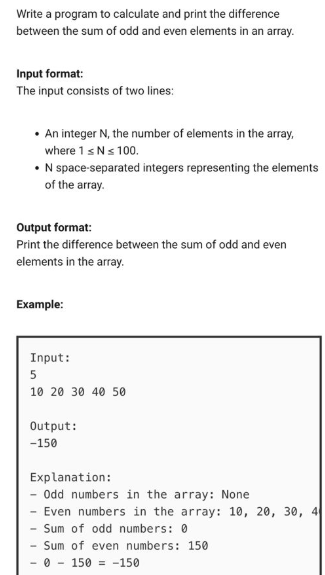 Write a program to calculate and print the difference
between the sum of odd and even elements in an array.
Input format:
The input consists of two lines:
• An integer N, the number of elements in the array,
where 1 ≤ N ≤ 100.
• N space-separated integers representing the elements
of the array.
Output format:
Print the difference between the sum of odd and even
elements in the array.
Example:
Input:
5
10 20 30 40 50
Output:
-150
Explanation:
- Odd numbers in the array: None
- Even numbers in the array: 10, 20, 30, 4
- Sum of odd numbers: 0
- Sum of even numbers: 150
- 0 - 150 = -150